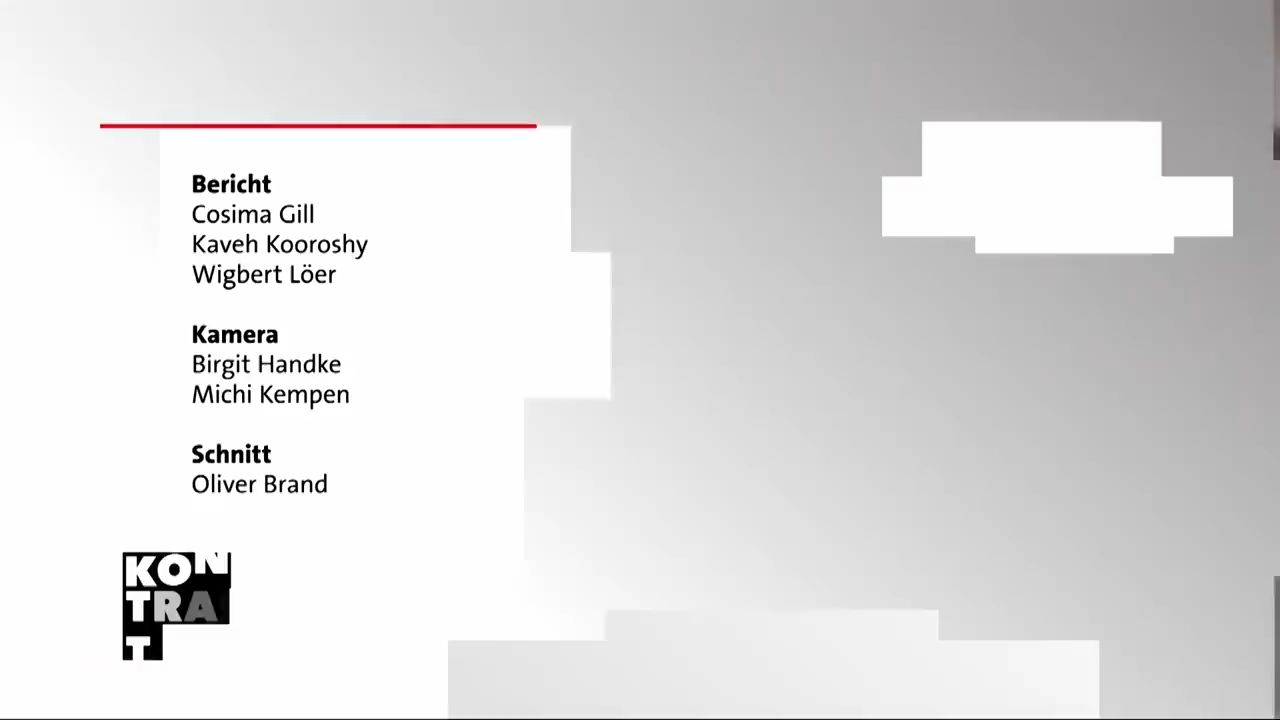 Bericht
Cosima Gill
Kaveh Kooroshy
Wigbert Löer
Kamera
Birgit Handke
Michi Kempen
Schnitt
Oliver Brand
KON
TRA
T